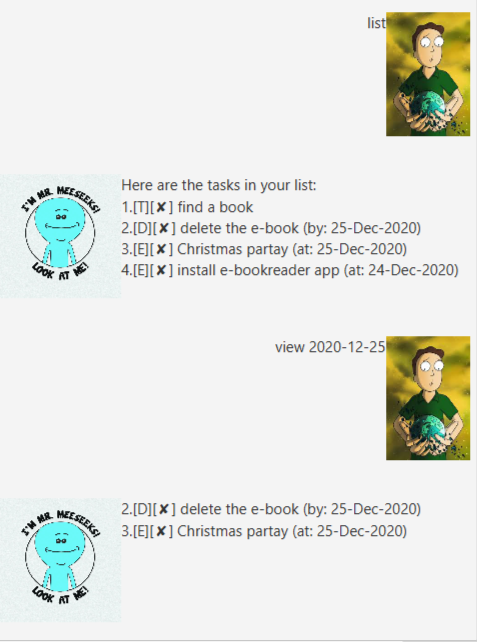 list
I'M MR. MEESEEKS!
LOOK AT ME!
Here are the tasks in your list:
1.[T][✘] find a book
2.[D][✘] delete the e-book (by: 25-Dec-2020)
3.[E][✘] Christmas partay (at: 25-Dec-2020)
4.[E][✘] install e-bookreader app (at: 24-Dec-2020)
view 2020-12-25
I'M MR. MEESEEKS!
LOOK AT ME!
2.[D][✘] delete the e-book (by: 25-Dec-2020)
3.[E][✘] Christmas partay (at: 25-Dec-2020)